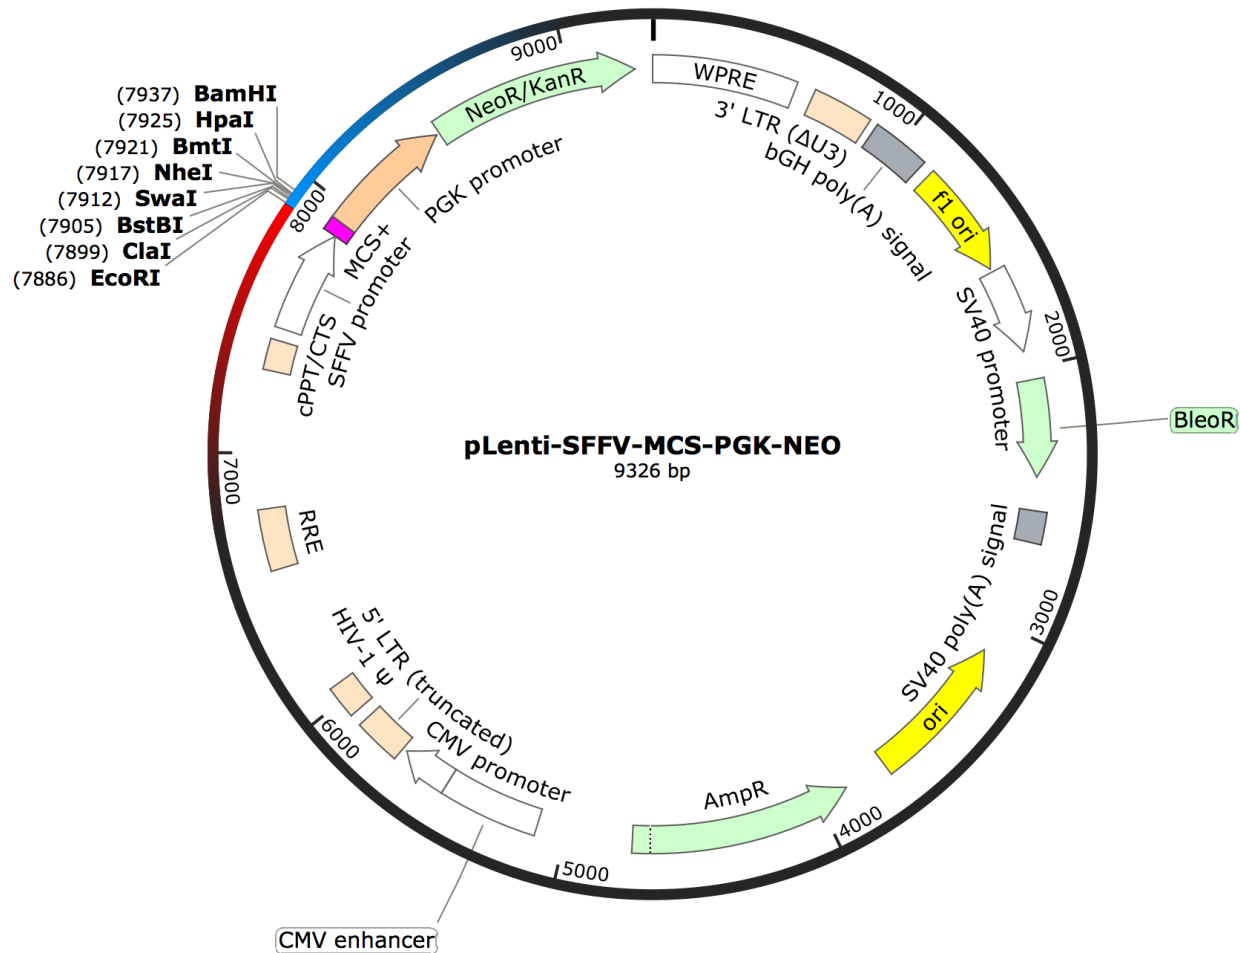 9000
(7937) BamHI
(7925) HpaI
(7921) BmtI
(7917) NheI
(7912) SwaI
(7905) BstBI
(7899) ClaI
(7886) EcoRI
8000
NeoR/KanR
PGK promoter
MCS+
SFFV promoter
cPPT/CTS
WPRE
3' LTR (ΔU3)
bGH poly(A) signal
1000
f1 ori
SV40 promoter
2000
BleoR
pLenti-SFFV-MCS-PGK-NEO
9326 bp
7000
RRE
SV40 poly(A) signal
3000
ori
HIV-1 Ψ
5' LTR (truncated)
CMV promoter
6000
AmpR
4000
5000
CMV enhancer